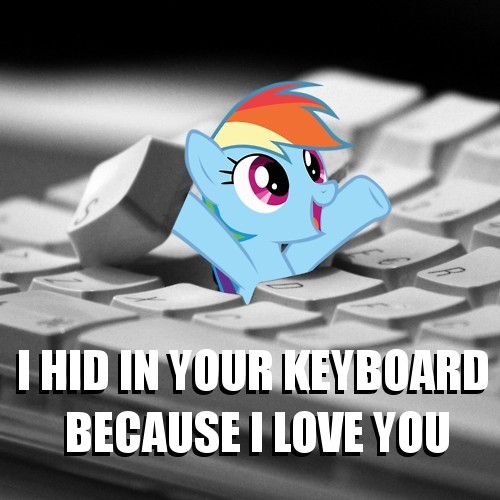 S
Z X C D R
I HID IN YOUR KEYBOARD
BECAUSE I LOVE YOU